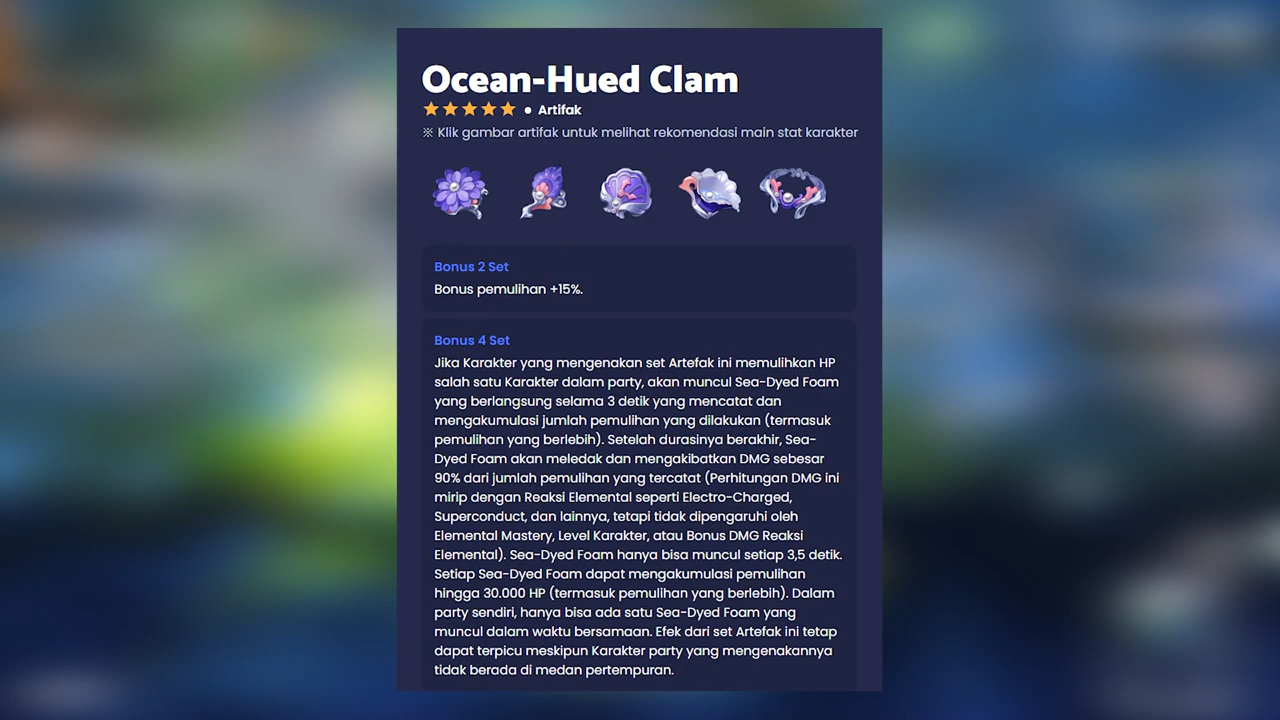 Ocean-Hued Clam
★★★★★ • Artifak
※ Klik gambar artifak untuk melihat rekomendasi main stat karakter
Bonus 2 Set
Bonus pemulihan +15%.
Bonus 4 Set
Jika Karakter yang mengenakan set Artefak ini memulihkan HP
salah satu Karakter dalam party, akan muncul Sea-Dyed Foam
yang berlangsung selama 3 detik yang mencatat dan
mengakumulasi jumlah pemulihan yang dilakukan (termasuk
pemulihan yang berlebih). Setelah durasinya berakhir, Sea-
Dyed Foam akan meledak dan mengakibatkan DMG sebesar
90% dari jumlah pemulihan yang tercatat (Perhitungan DMG ini
mirip dengan Reaksi Elemental seperti Electro-Charged,
Superconduct, dan lainnya, tetapi tidak dipengaruhi oleh
Elemental Mastery, Level Karakter, atau Bonus DMG Reaksi
Elemental). Sea-Dyed Foam hanya bisa muncul setiap 3,5 detik.
Setiap Sea-Dyed Foam dapat mengakumulasi pemulihan
hingga 30.000 HP (termasuk pemulihan yang berlebih). Dalam
party sendiri, hanya bisa ada satu Sea-Dyed Foam yang
muncul dalam waktu bersamaan. Efek dari set Artefak ini tetap
dapat terpicu meskipun Karakter party yang mengenakannya
tidak berada di medan pertempuran.